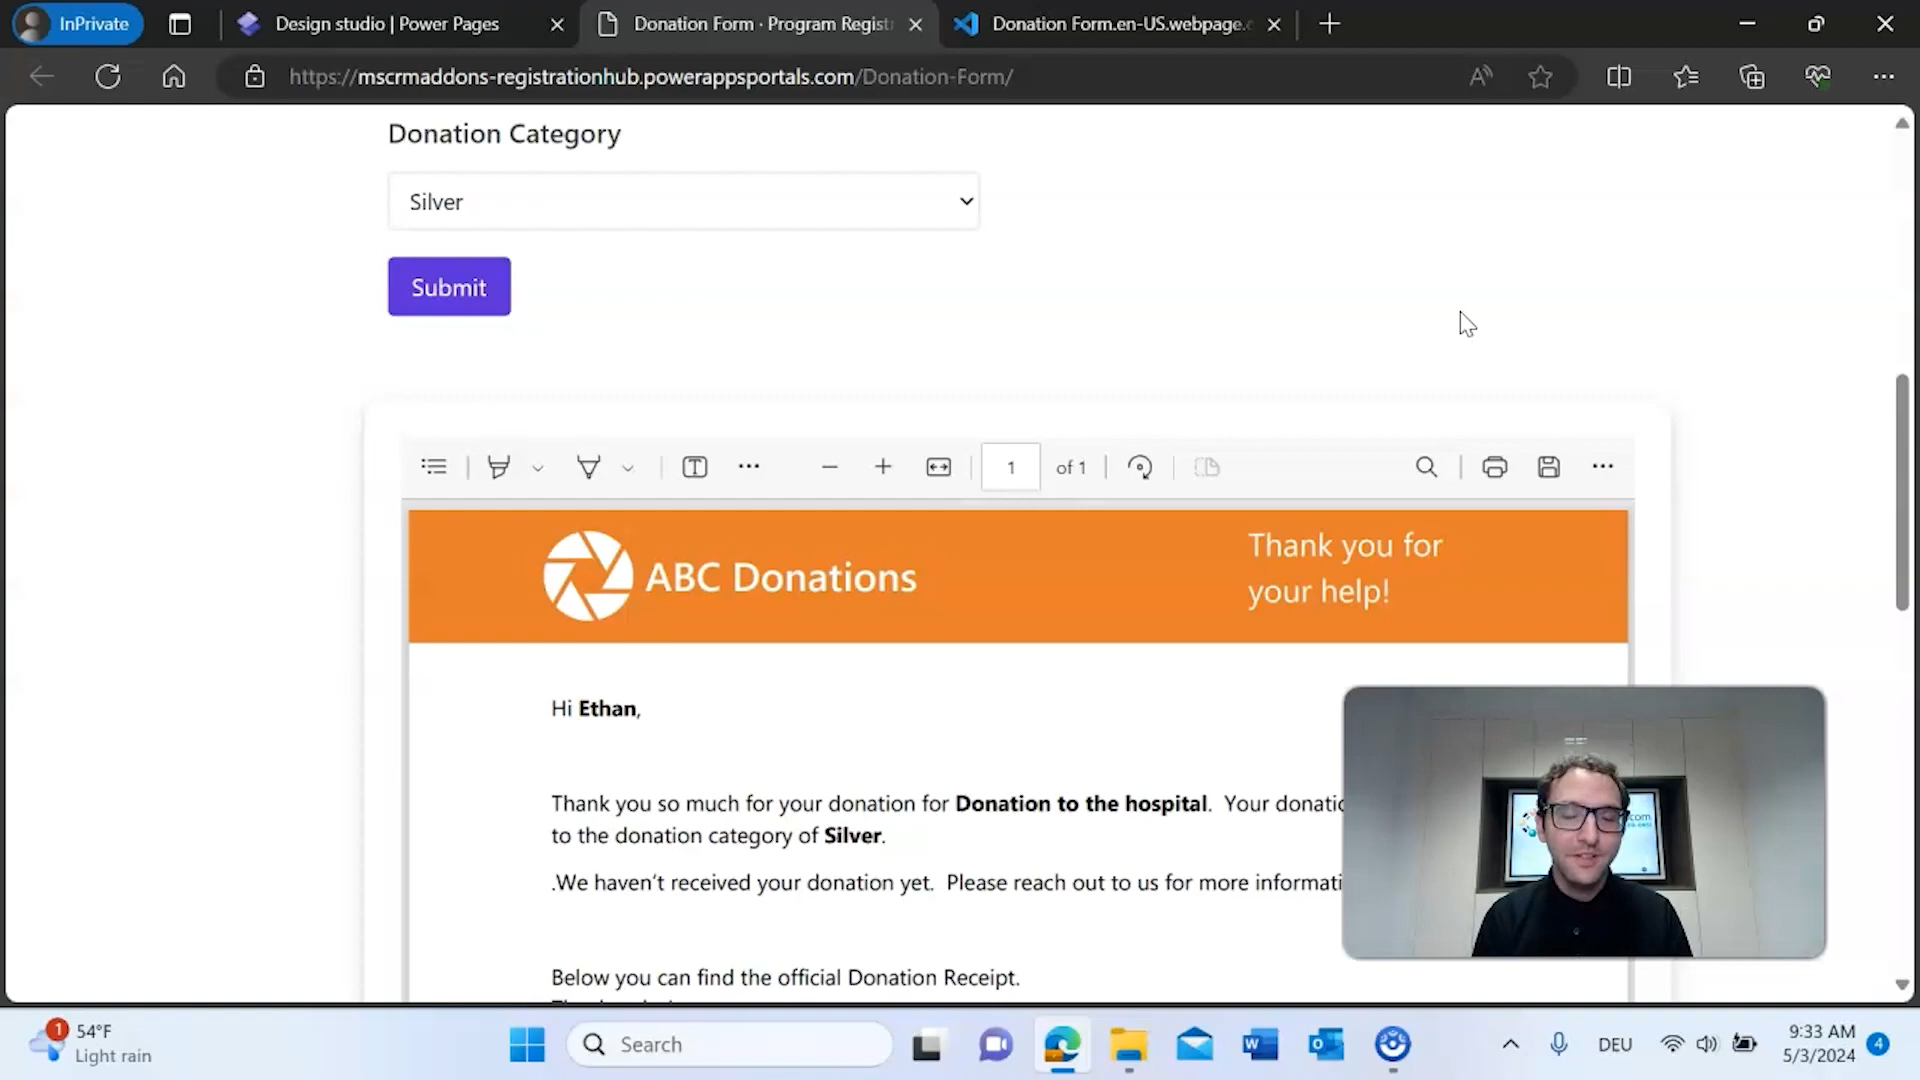 InPrivate
Design studio | Power Pages
Donation Form · Program Regist
Donation Form.en-US.webpage.
https://mscrmaddons-registrationhub.powerappsportals.com/Donation-Form/
Donation Category
Silver
Submit
1 of 1
ABC Donations
Thank you for
your help!
Hi Ethan,
Thank you so much for your donation for Donation to the hospital. Your donatio
to the donation category of Silver.
.We haven't received your donation yet. Please reach out to us for more informati
.com
Below you can find the official Donation Receipt.
1
54°F
Light rain
Search
DEU
9:33 AM
5/3/2024
4